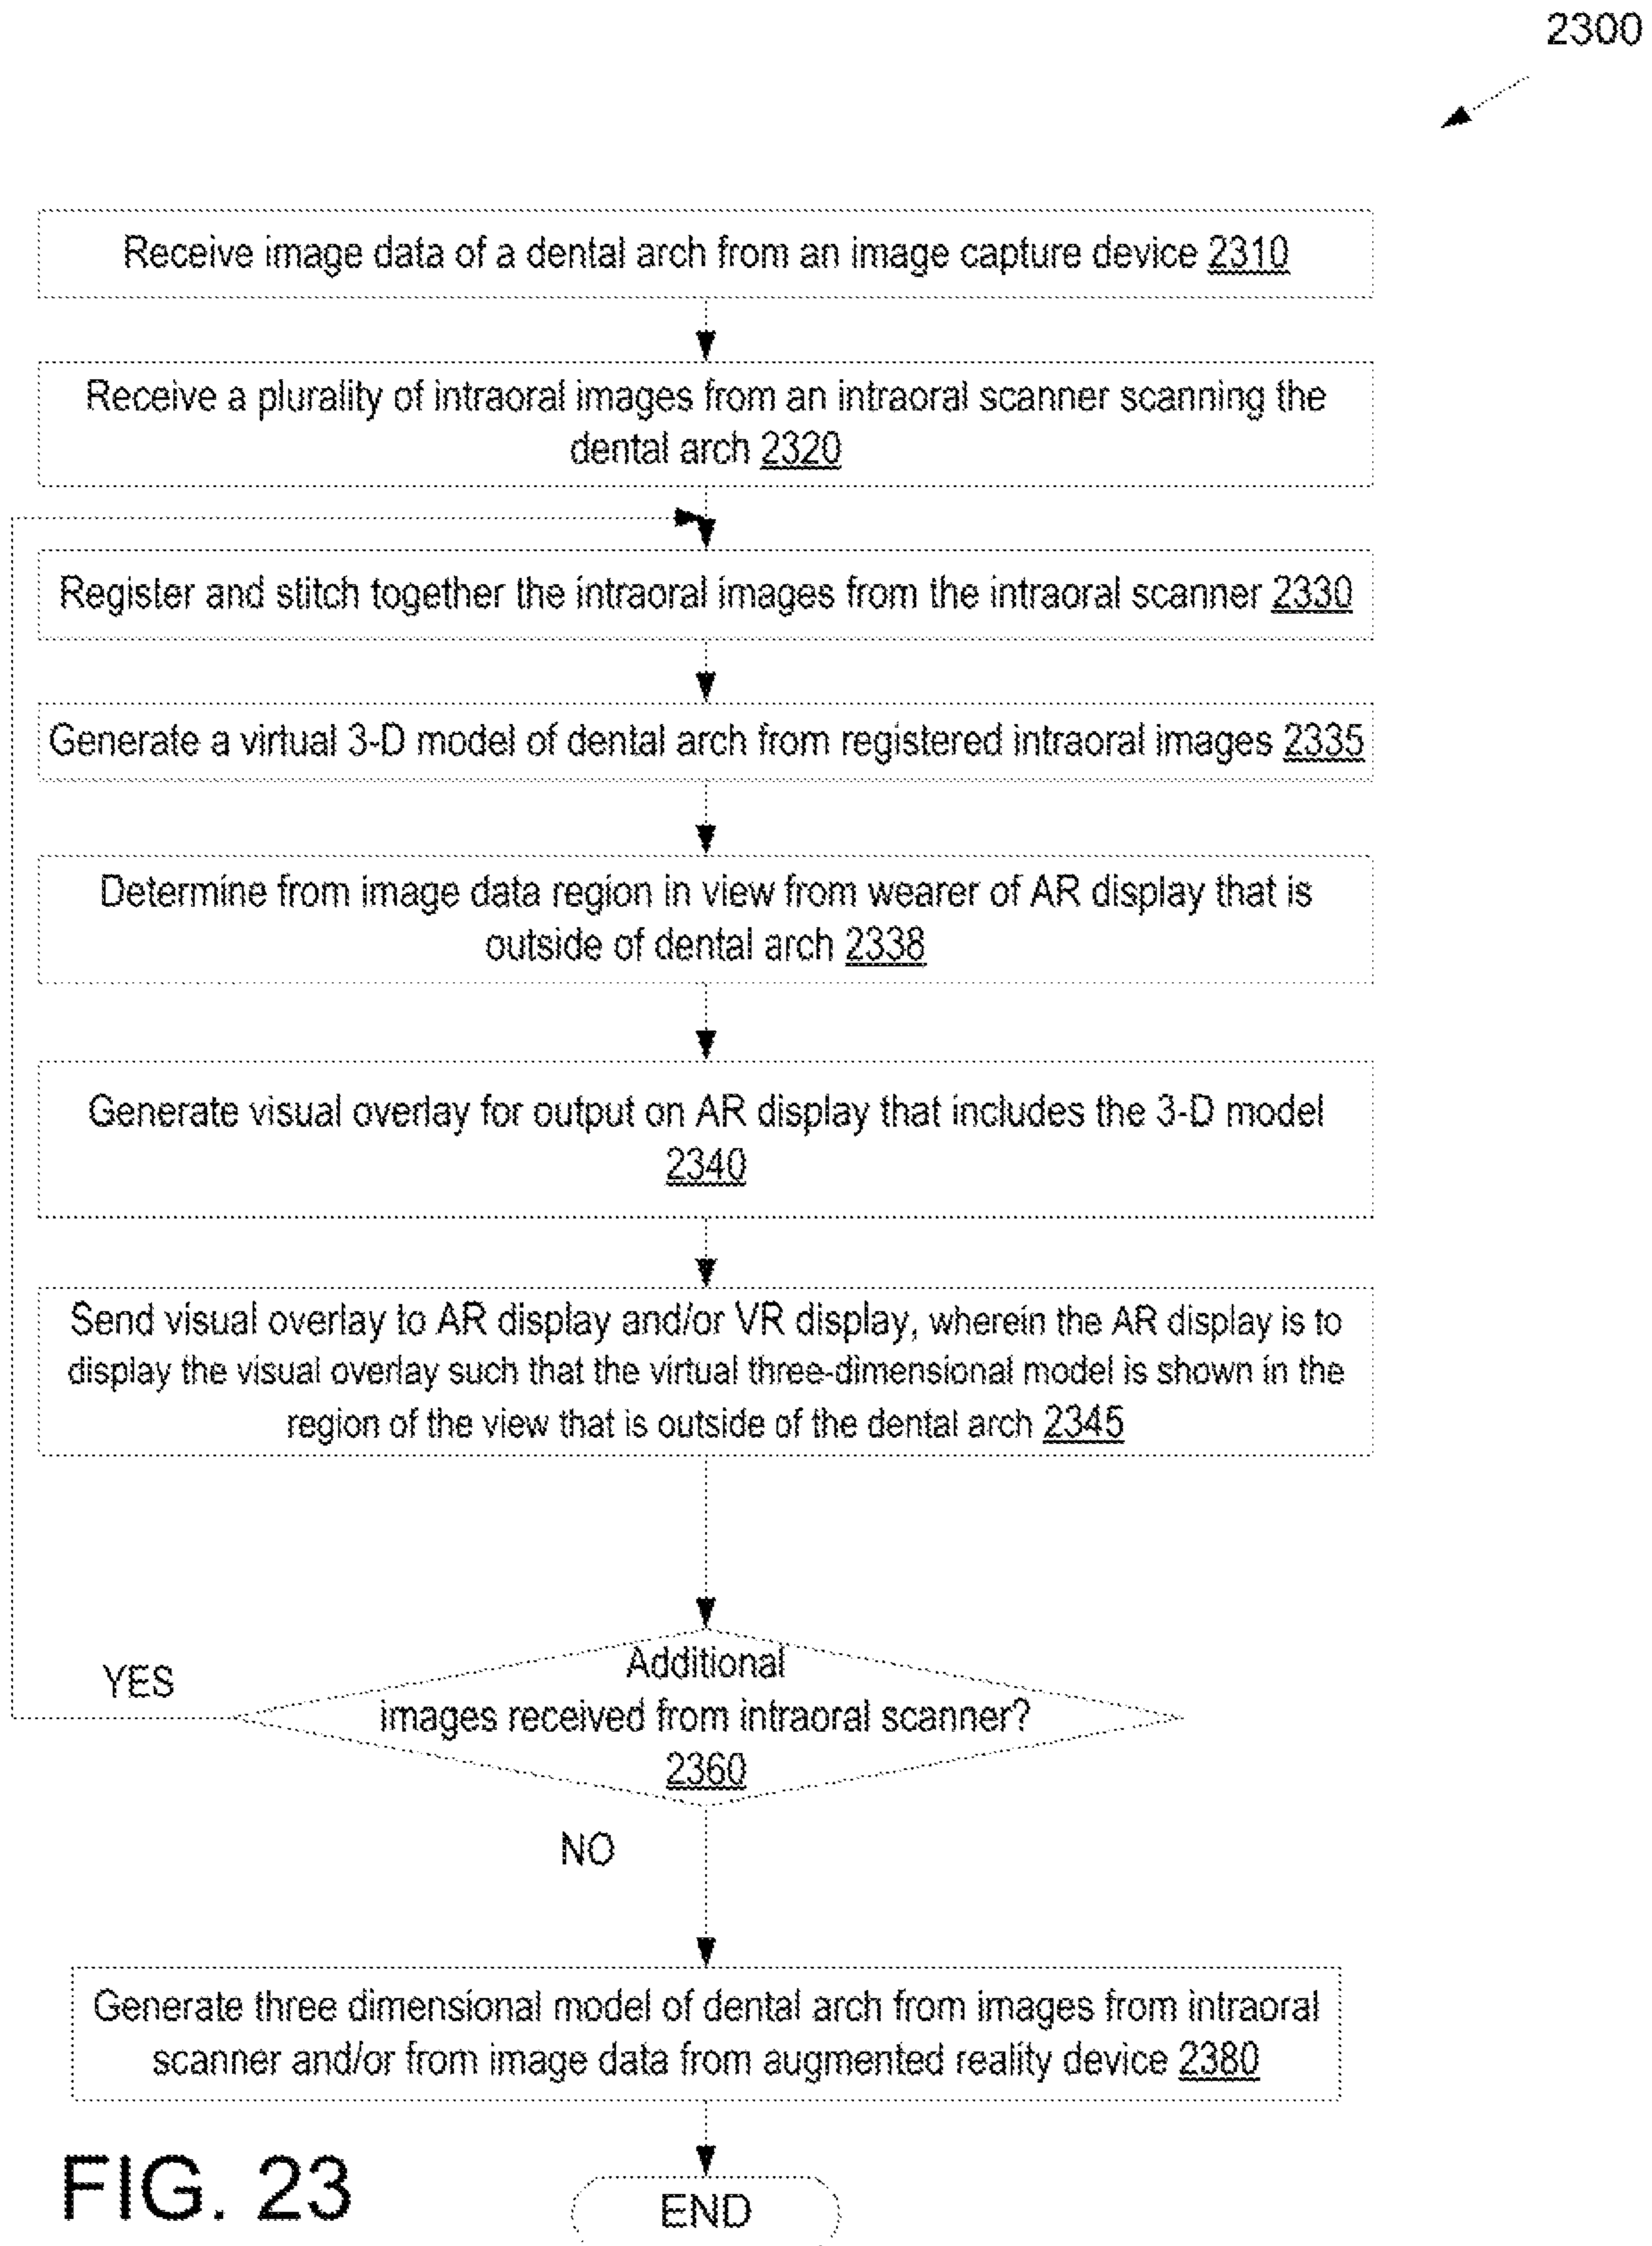 2300
Receive image data of a dental arch from an image capture device 2310
Receive a plurality of intraoral images from an intraoral scanner scanning the
dental arch 2320
Register and stitch together the intraoral images from the intraoral scanner 2330
Generate a virtual 3-D model of dental arch from registered intraoral images 2335
Determine from image data region in view from wearer of AR display that is
outside of dental arch 2338
Generate visual overlay for output on AR display that includes the 3-D model
2340
Send visual overlay to AR display and/or VR display, wherein the AR display is to
display the visual overlay such that the virtual three-dimensional model is shown in the
region of the view that is outside of the dental arch 2345
Additional
YES
images received from intraoral scanner?
2360
NO
Generate three dimensional model of dental arch from images from intraoral
scanner and/or from image data from augmented reality device 2380
FIG. 23
END